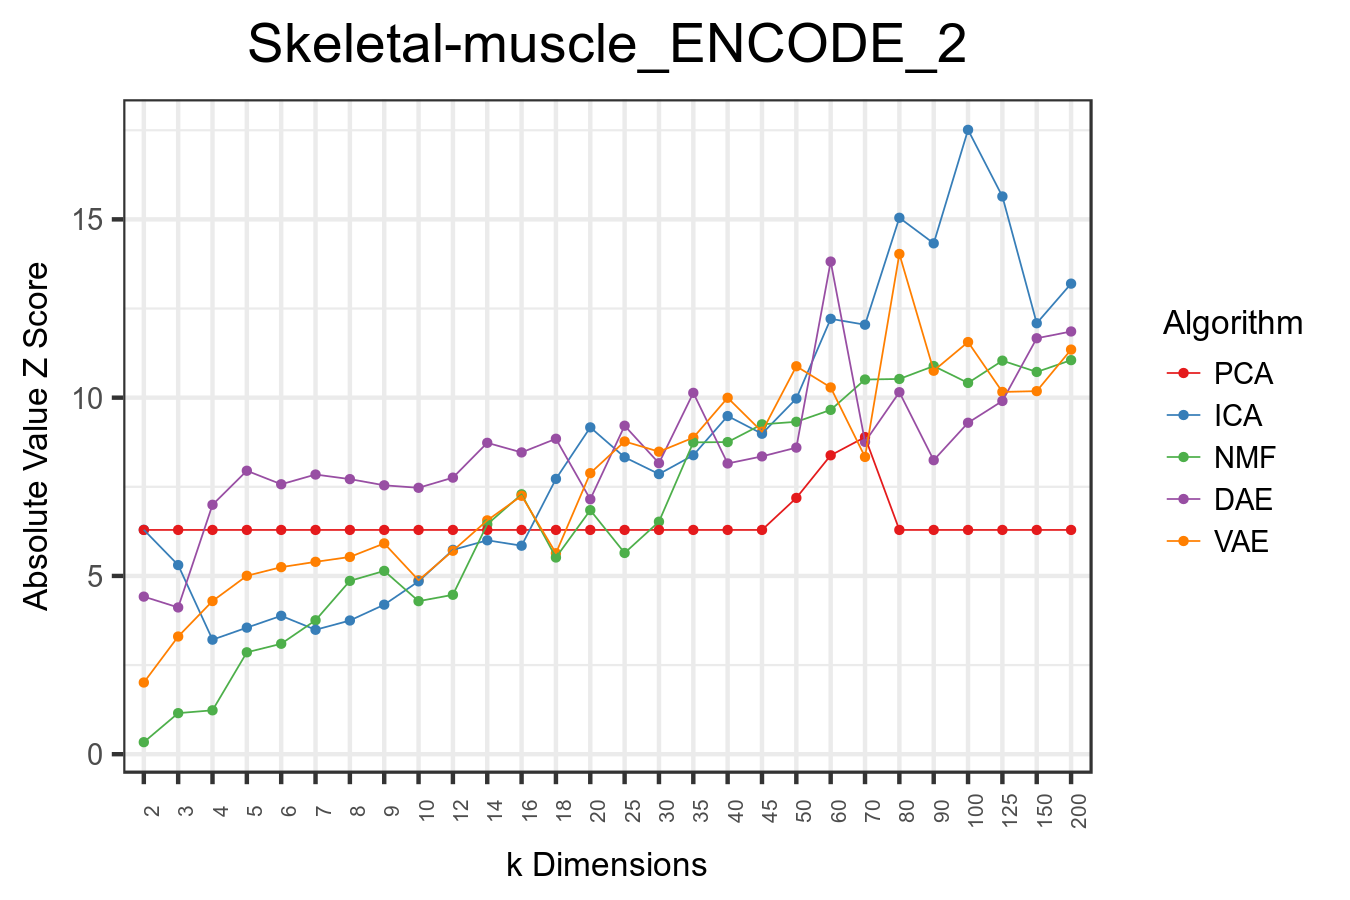 Skeletal-muscle_ENCODE_2
Absolute Value Z Score
15
10
5
0
2 3 4 5 6 7 8 9 10 12 14 16 18 20 25 30 35 40 45 50 60 70 80 90 100 125 150 200
k Dimensions
Algorithm
PCA
ICA
NMF
DAE
VAE